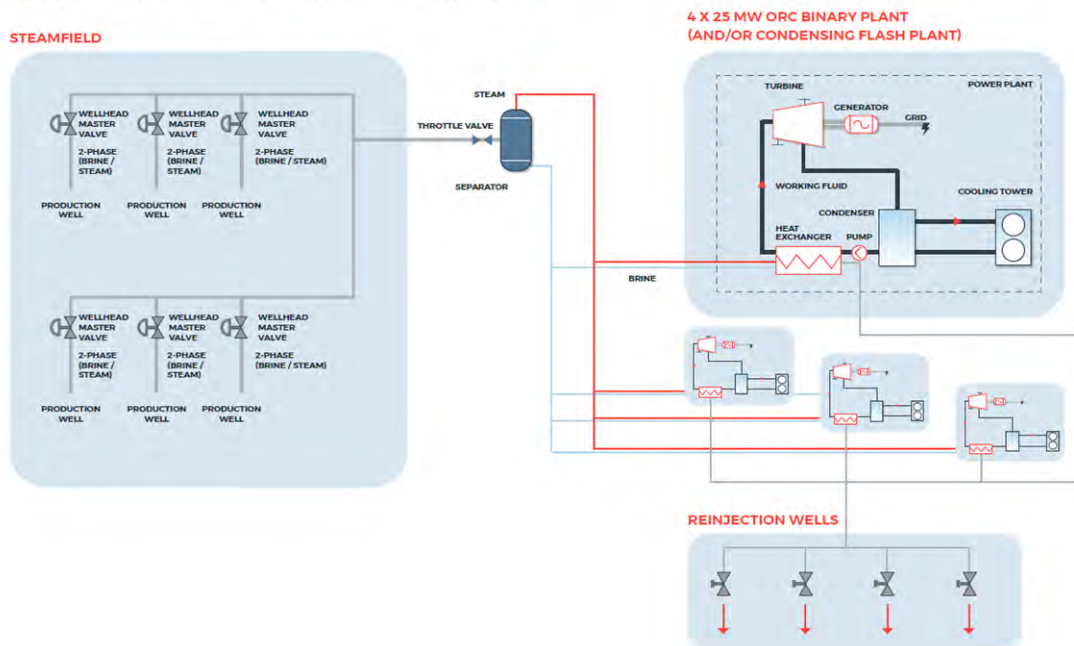 4 X 25 MW ORC BINARY PLANT
(AND/OR CONDENSING FLASH PLANT)
STEAMFIELD
WELLHEAD
MASTER
VALVE
2-PHASE
(BRINE /
STEAM)
PRODUCTION
WELL
WELLHEAD
MASTER
VALVE
2-PHASE
(BRINE /
STEAM)
PRODUCTION
WELL
WELLHEAD
MASTER
VALVE
2-PHASE
(BRINE / STEAM)
PRODUCTION
WELL
WELLHEAD
MASTER
VALVE
2-PHASE
(BRINE /
STEAM)
PRODUCTION
WELL
WELLHEAD
MASTER
VALVE
2-PHASE
(BRINE /
STEAM)
PRODUCTION
WELL
WELLHEAD
MASTER
VALVE
2-PHASE
(BRINE / STEAM)
PRODUCTION
WELL
STEAM
THROTTLE VALVE
SEPARATOR
BRINE
TURBINE
POWER PLANT
GENERATOR
GRID
WORKING FLUID
COOLING TOWER
CONDENSER
HEAT
EXCHANGER
PUMP
REINJECTION WELLS